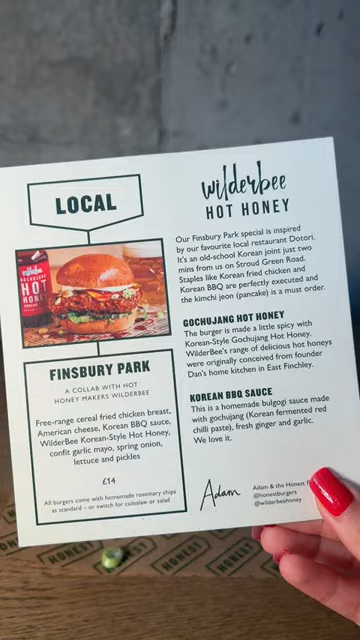 LOCAL
GOCHUJANG
HOT
HONEY
FINSBURY PARK
A COLLAB WITH HOT
HONEY MAKERS WILDERBEE
Free-range cereal fried chicken breast,
American cheese, Korean BBQ sauce,
WilderBee Korean-Style Hot Honey,
confit garlic mayo, spring onion,
lettuce and pickles
£14
All burgers come with homemade rosemary chips
as standard - or switch for coleslaw or salad
wilderbee
HOT HONEY
Our Finsbury Park special is inspired
by our favourite local restaurant Dotori.
It's an old-school Korean joint just two
mins from us on Stroud Green Road.
Staples like Korean fried chicken and
Korean BBQ are perfectly executed and
the kimchi jeon (pancake) is a must order.
GOCHUJANG HOT HONEY
The burger is made a little spicy with
Korean-Style Gochujang Hot Honey.
WilderBee's range of delicious hot honeys
were originally conceived from founder
Dan's home kitchen in East Finchley.
KOREAN BBQ SAUCE
This is a homemade bulgogi sauce made
with gochujang (Korean fermented red
chilli paste), fresh ginger and garlic.
We love it.
Adam
Adam & the Honest
@honestburgers
@wilderbeehoney
HONEST
HONEST
HONEST